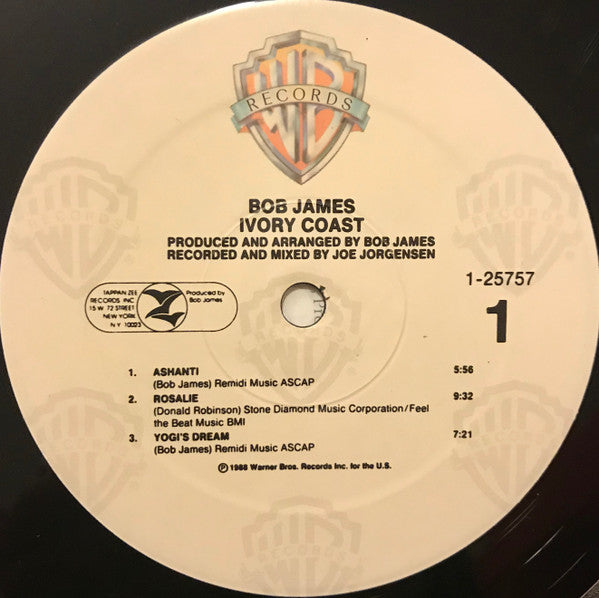 WB
RECORDS
BOB JAMES
IVORY COAST
PRODUCED AND ARRANGED BY BOB JAMES
RECORDED AND MIXED BY JOE JORGENSEN
1-25757
1
TAPPAN ZEE
RECORDS INC
15 W 72 STREET
NEW YORK
N.Y. 10023
Produced by
Bob James
1. ASHANTI 5:56
(Bob James) Remidi Music ASCAP
2. ROSALIE 9:32
(Donald Robinson) Stone Diamond Music Corporation/Feel
the Beat Music BMI
3. YOGI'S DREAM 7:21
(Bob James) Remidi Music ASCAP
Ⓟ 1988 Warner Bros. Records Inc. for the U.S.